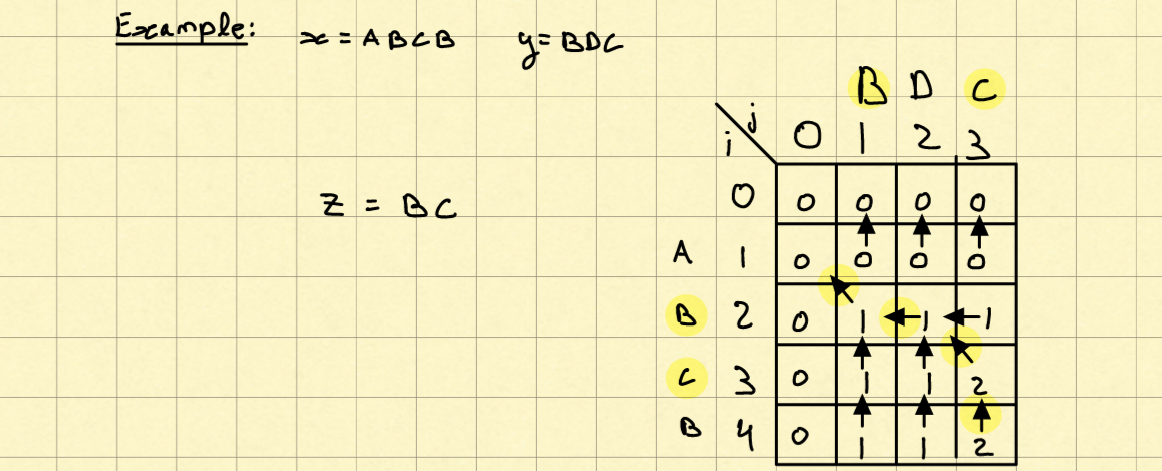 Example: x = ABCB y = BDC
B D C
j
i 0 1 2 3
z = BC
0 0 0 0 0
A 1 0 0 0 0
B 2 0 1 1 1
C 3 0 1 1 2
B 4 0 1 1 2